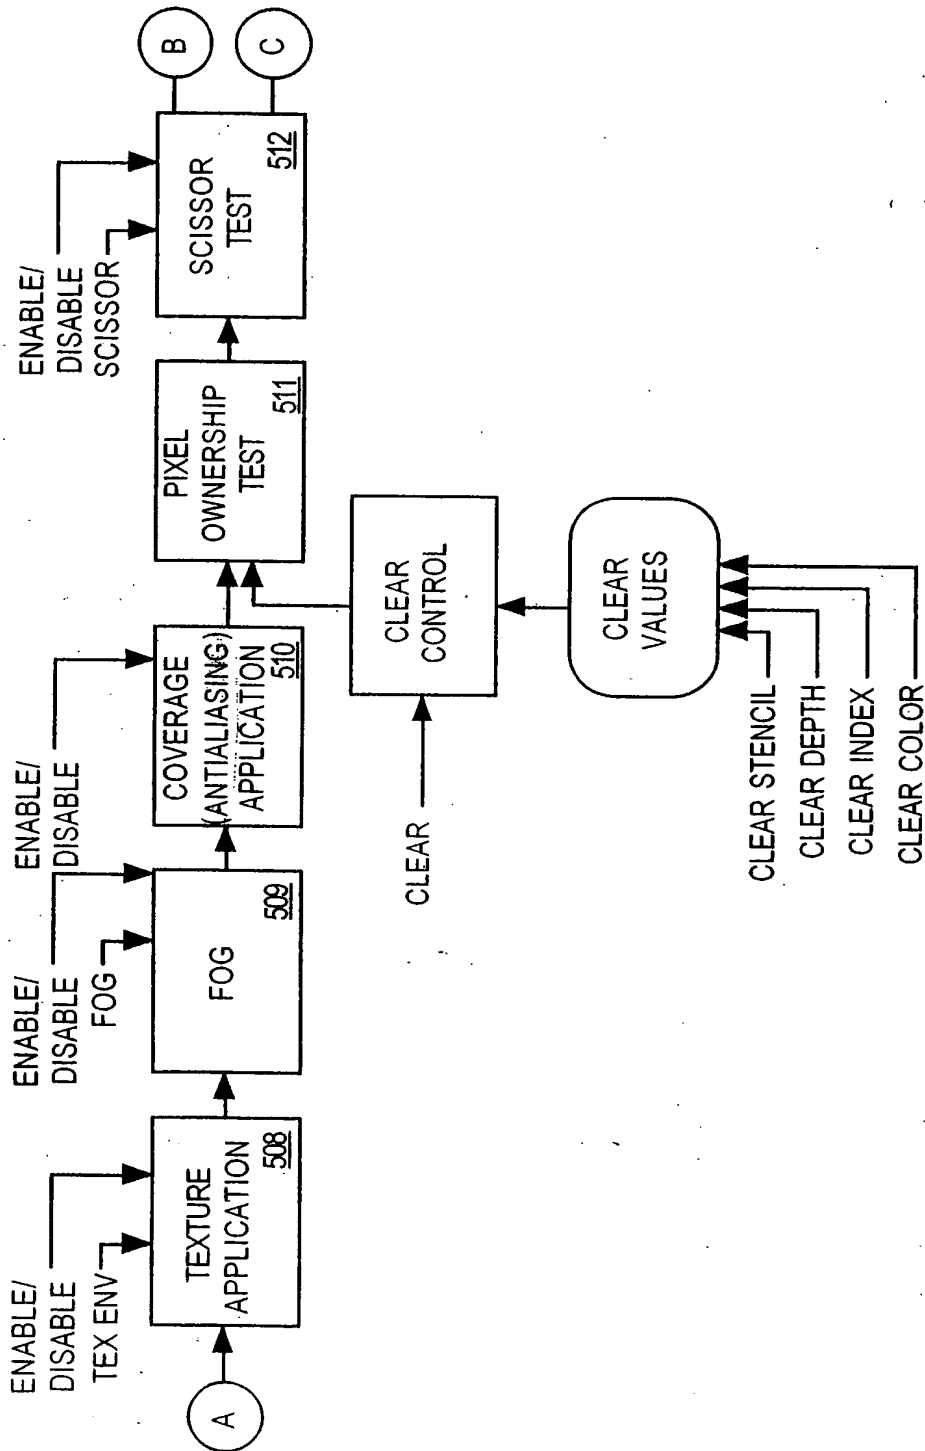 A
ENABLE/
DISABLE
TEX ENV
TEXTURE
APPLICATION
508
ENABLE/
DISABLE
FOG
FOG
509
ENABLE/
DISABLE
COVERAGE
(ANTIALIASING)
APPLICATION
510
PIXEL
OWNERSHIP
TEST
511
ENABLE/
DISABLE
SCISSOR
SCISSOR
TEST
512
B
C
CLEAR
CLEAR
CONTROL
CLEAR
VALUES
CLEAR STENCIL
CLEAR DEPTH
CLEAR INDEX
CLEAR COLOR